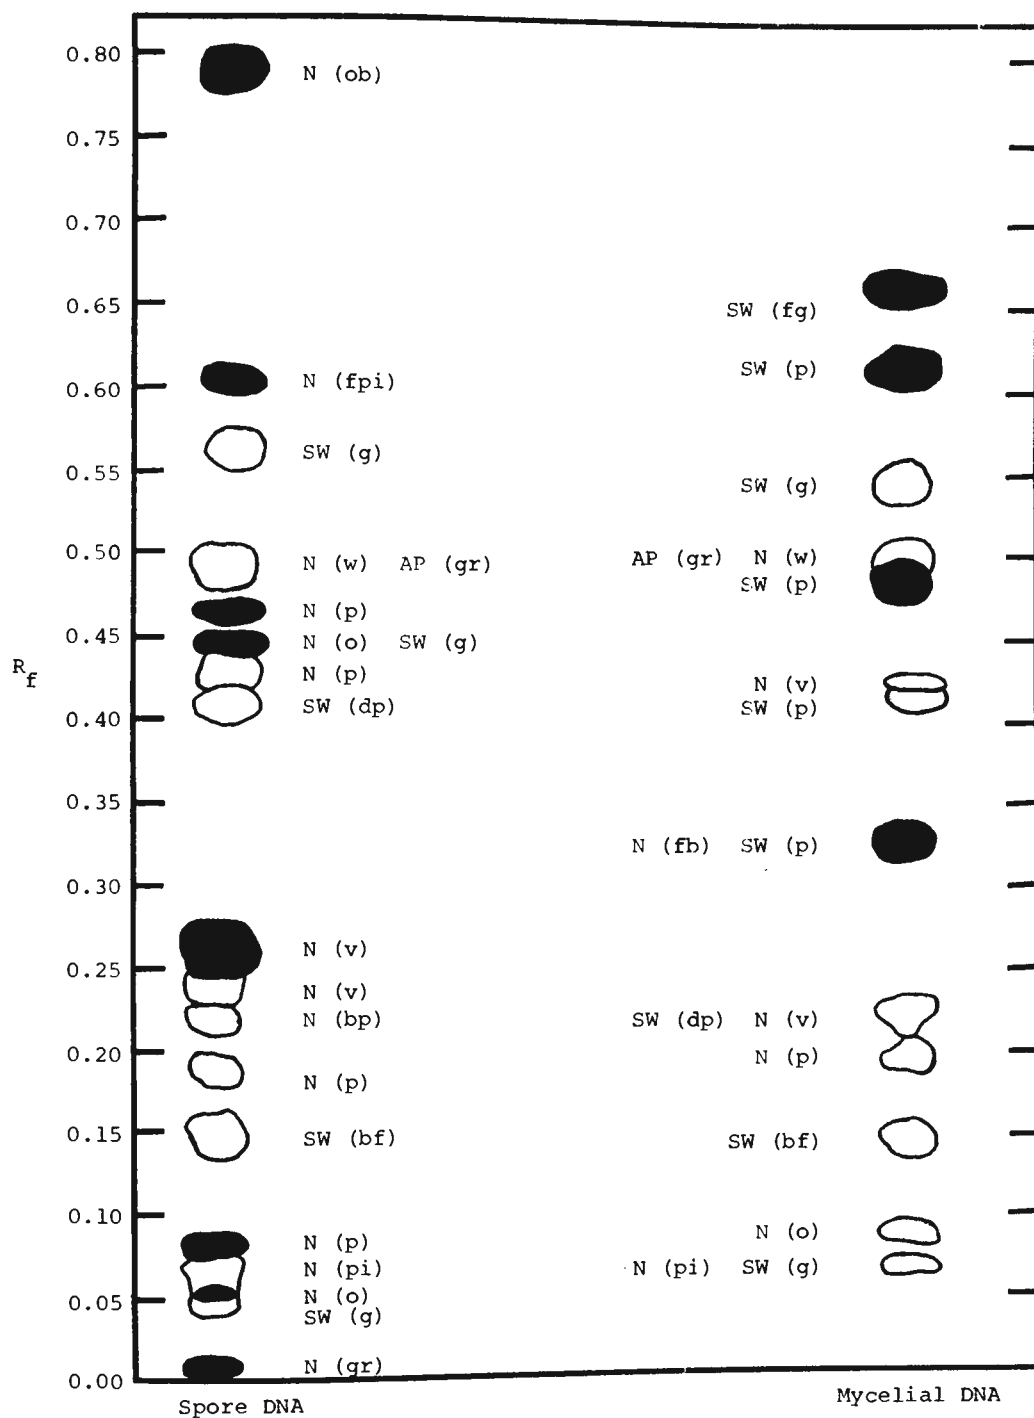 0.80
N (ob)
0.75
0.70
0.65
SW (fg)
0.60
N (fpi)
SW (p)
0.55
SW (g)
SW (g)
0.50
N (w) AP (gr)
AP (gr) N (w)
SW (p)
N (p)
0.45
N (o) SW (g)
Rf
N (p)
N (v)
0.40
SW (dp)
SW (p)
0.35
N (fb) SW (p)
0.30
N (v)
0.25
N (v)
N (bp)
SW (dp) N (v)
0.20
N (p)
N (p)
0.15
SW (bf)
SW (bf)
0.10
N (p)
N (o)
N (pi)
N (pi) SW (g)
0.05
N (o)
SW (g)
N (gr)
0.00
Spore DNA
Mycelial DNA